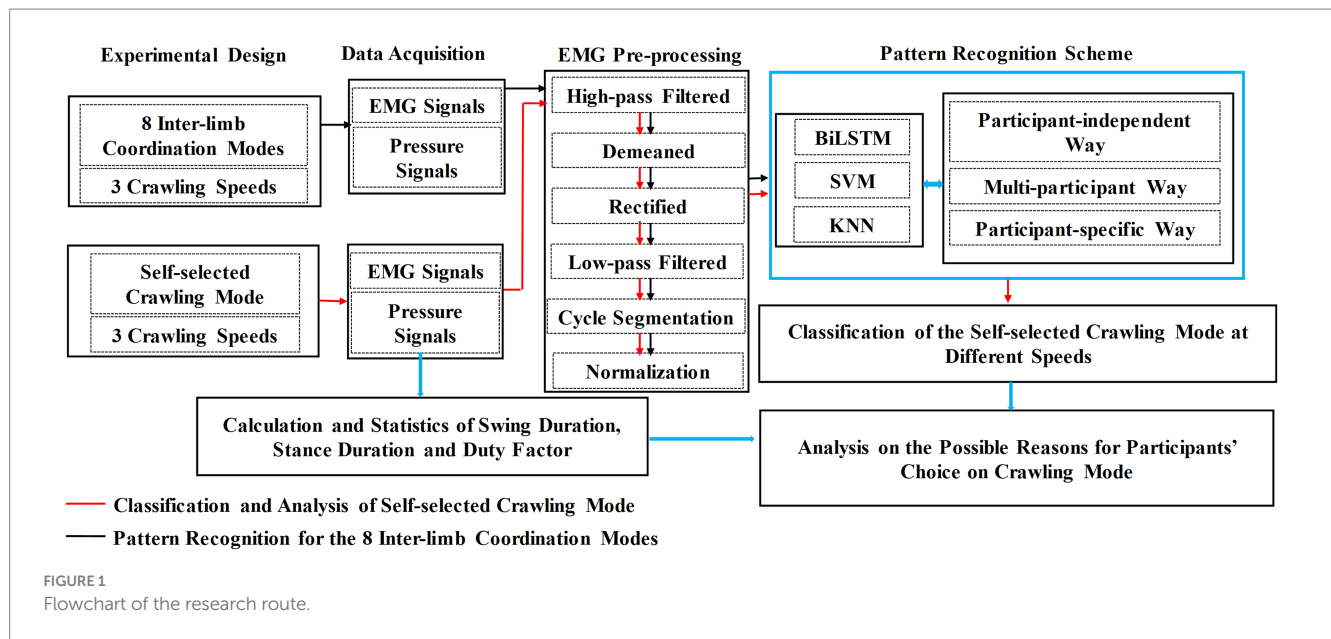 Experimental Design
8 Inter-limb
Coordination Modes
3 Crawling Speeds
Self-selected
Crawling Mode
3 Crawling Speeds
Data Acquisition
EMG Signals
Pressure
Signals
EMG Signals
Pressure
Signals
EMG Pre-processing
High-pass Filtered
Demeaned
Rectified
Low-pass Filtered
Cycle Segmentation
Normalization
Pattern Recognition Scheme
BiLSTM
SVM
KNN
Participant-independent
Way
Multi-participant Way
Participant-specific Way
Classification of the Self-selected Crawling Mode at
Different Speeds
Calculation and Statistics of Swing Duration,
Stance Duration and Duty Factor
Analysis on the Possible Reasons for Participants’
Choice on Crawling Mode
Classification and Analysis of Self-selected Crawling Mode
Pattern Recognition for the 8 Inter-limb Coordination Modes
FIGURE 1
Flowchart of the research route.